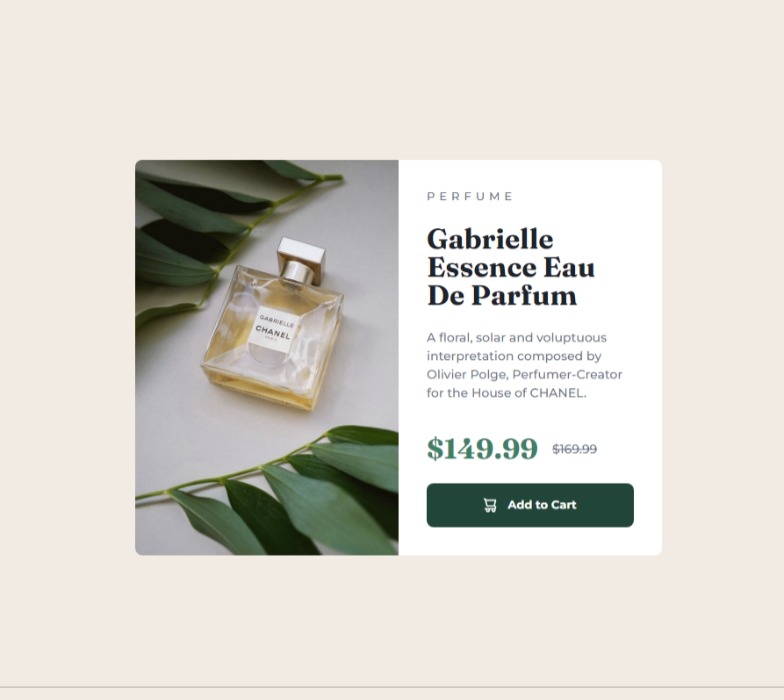 GABRIELLE
CHANEL
PARIS
PERFUME
Gabrielle
Essence Eau
De Parfum
A floral, solar and voluptuous
interpretation composed by
Olivier Polge, Perfumer-Creator
for the House of CHANEL.
$149.99 $169.99
Add to Cart